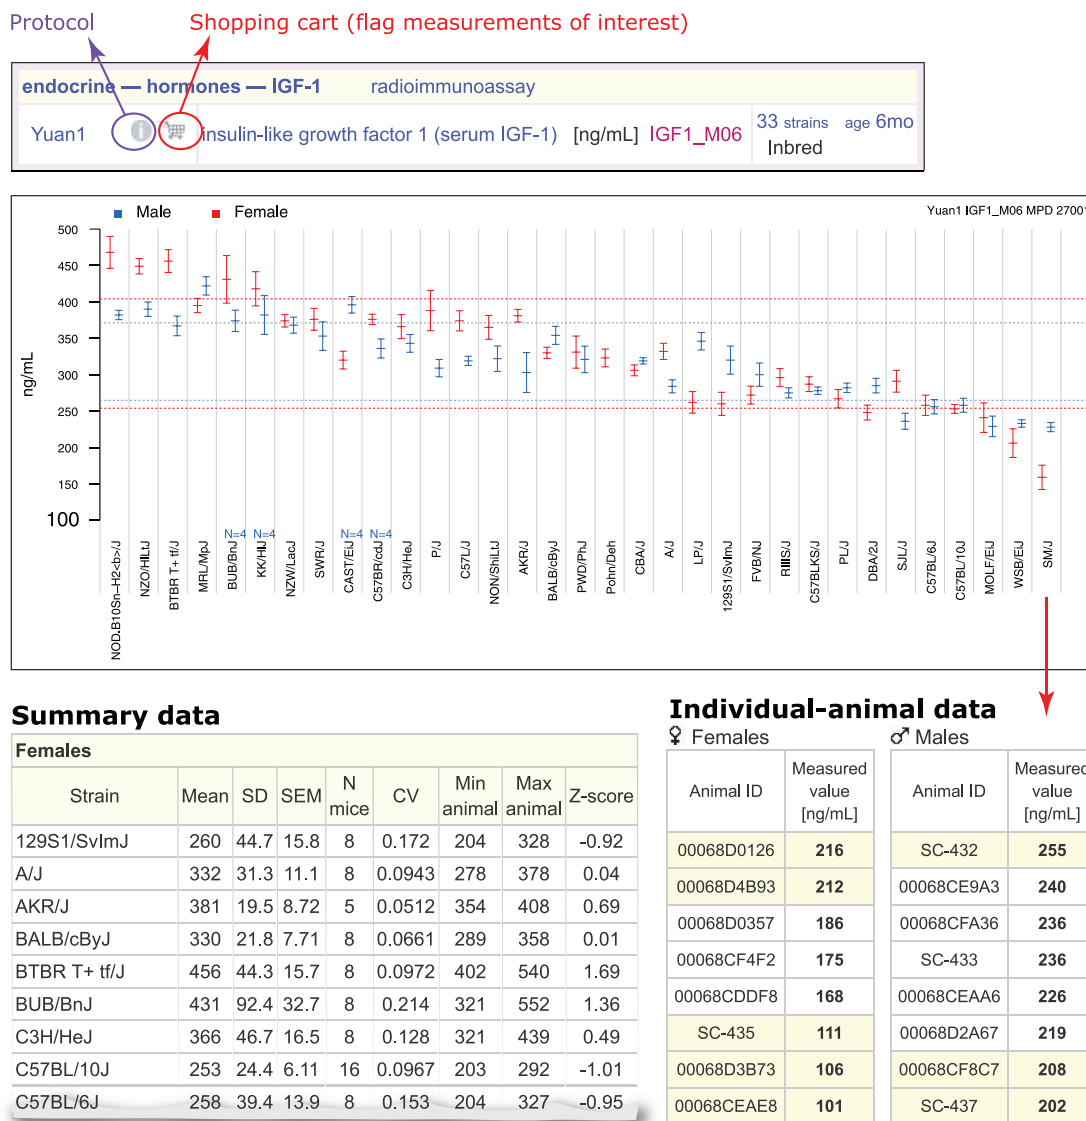 Protocol
Shopping cart (flag measurements of interest)
endocrine — hormones — IGF-1 radioimmunoassay
Yuan1 insulin-like growth factor 1 (serum IGF-1) [ng/mL] IGF1_M06 33 strains age 6mo
Inbred
Male Female Yuan1 IGF1_M06 MPD 27001
500
450
400
350
300
250
200
150
100
ng/mL
N=4 N=4 N=4 N=4
NOD.B10Sn–H2<b>/J
NZO/HlLtJ
BTBR T+ tf/J
MRL/MpJ
BUB/BnJ
KK/HlJ
NZW/LacJ
SWR/J
CAST/EiJ
C57BR/cdJ
C3H/HeJ
P/J
C57L/J
NON/ShiLtJ
AKR/J
BALB/cByJ
PWD/PhJ
Pohn/Deh
CBA/J
A/J
LP/J
129S1/SvImJ
FVB/NJ
RIIIS/J
C57BLKS/J
PL/J
DBA/2J
SJL/J
C57BL/6J
C57BL/10J
MOLF/EiJ
WSB/EiJ
SM/J
Summary data
Females
Strain Mean SD SEM N mice CV Min animal Max animal Z-score
129S1/SvImJ 260 44.7 15.8 8 0.172 204 328 -0.92
A/J 332 31.3 11.1 8 0.0943 278 378 0.04
AKR/J 381 19.5 8.72 5 0.0512 354 408 0.69
BALB/cByJ 330 21.8 7.71 8 0.0661 289 358 0.01
BTBR T+ tf/J 456 44.3 15.7 8 0.0972 402 540 1.69
BUB/BnJ 431 92.4 32.7 8 0.214 321 552 1.36
C3H/HeJ 366 46.7 16.5 8 0.128 321 439 0.49
C57BL/10J 253 24.4 6.11 16 0.0967 203 292 -1.01
C57BL/6J 258 39.4 13.9 8 0.153 204 327 -0.95
Individual-animal data
♀ Females
Animal ID Measured value [ng/mL]
00068D0126 216
00068D4B93 212
00068D0357 186
00068CF4F2 175
00068CDDF8 168
SC-435 111
00068D3B73 106
00068CEAE8 101
♂ Males
Animal ID Measured value [ng/mL]
SC-432 255
00068CE9A3 240
00068CFA36 236
SC-433 236
00068CEAA6 226
00068D2A67 219
00068CF8C7 208
SC-437 202